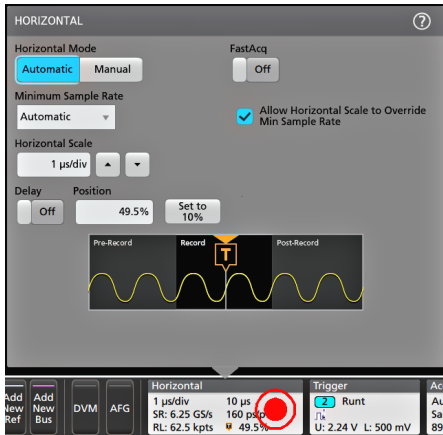 HORIZONTAL
?
Horizontal Mode
FastAcq
Automatic Manual
Off
Minimum Sample Rate
Automatic
Allow Horizontal Scale to Override
Min Sample Rate
Horizontal Scale
1 µs/div
Delay Position
Off 49.5% Set to
10%
Pre-Record Record Post-Record
T
Add
New
Ref
Add
New
Bus
DVM
AFG
Horizontal
1 µs/div 10 µs
SR: 6.25 GS/s 160
RL: 62.5 kpts 49.5%
Trigger
2 Runt
U: 2.24 V L: 500 mV
89